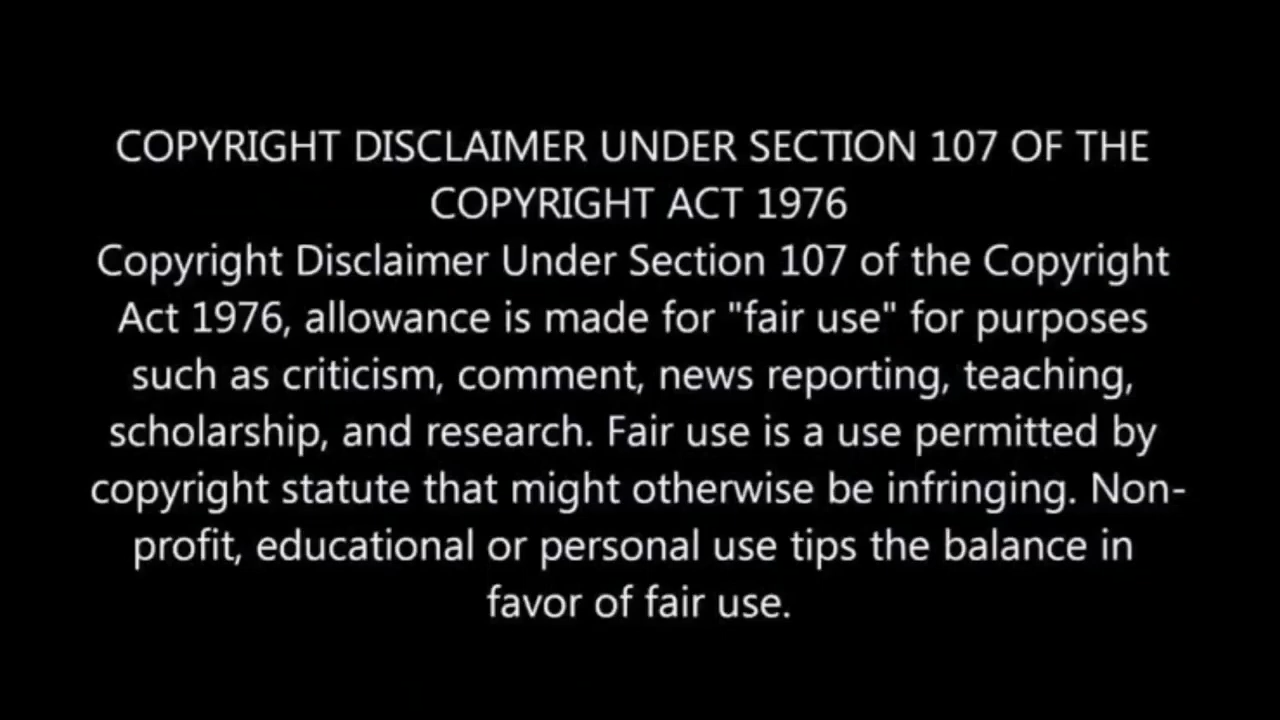 COPYRIGHT DISCLAIMER UNDER SECTION 107 OF THE
COPYRIGHT ACT 1976
Copyright Disclaimer Under Section 107 of the Copyright
Act 1976, allowance is made for "fair use" for purposes
such as criticism, comment, news reporting, teaching,
scholarship, and research. Fair use is a use permitted by
copyright statute that might otherwise be infringing. Non-
profit, educational or personal use tips the balance in
favor of fair use.